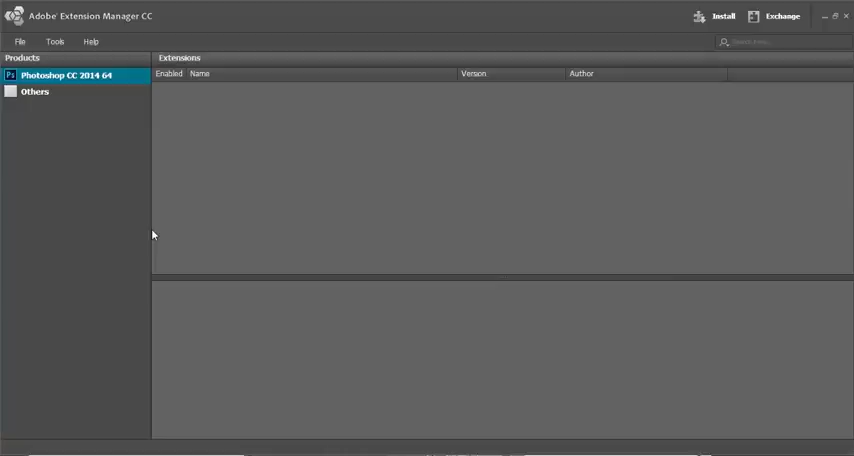 Adobe® Extension Manager CC
Install
Exchange
File Tools Help
Products
Extensions
Ps Photoshop CC 2014 64
Enabled Name Version Author
Others